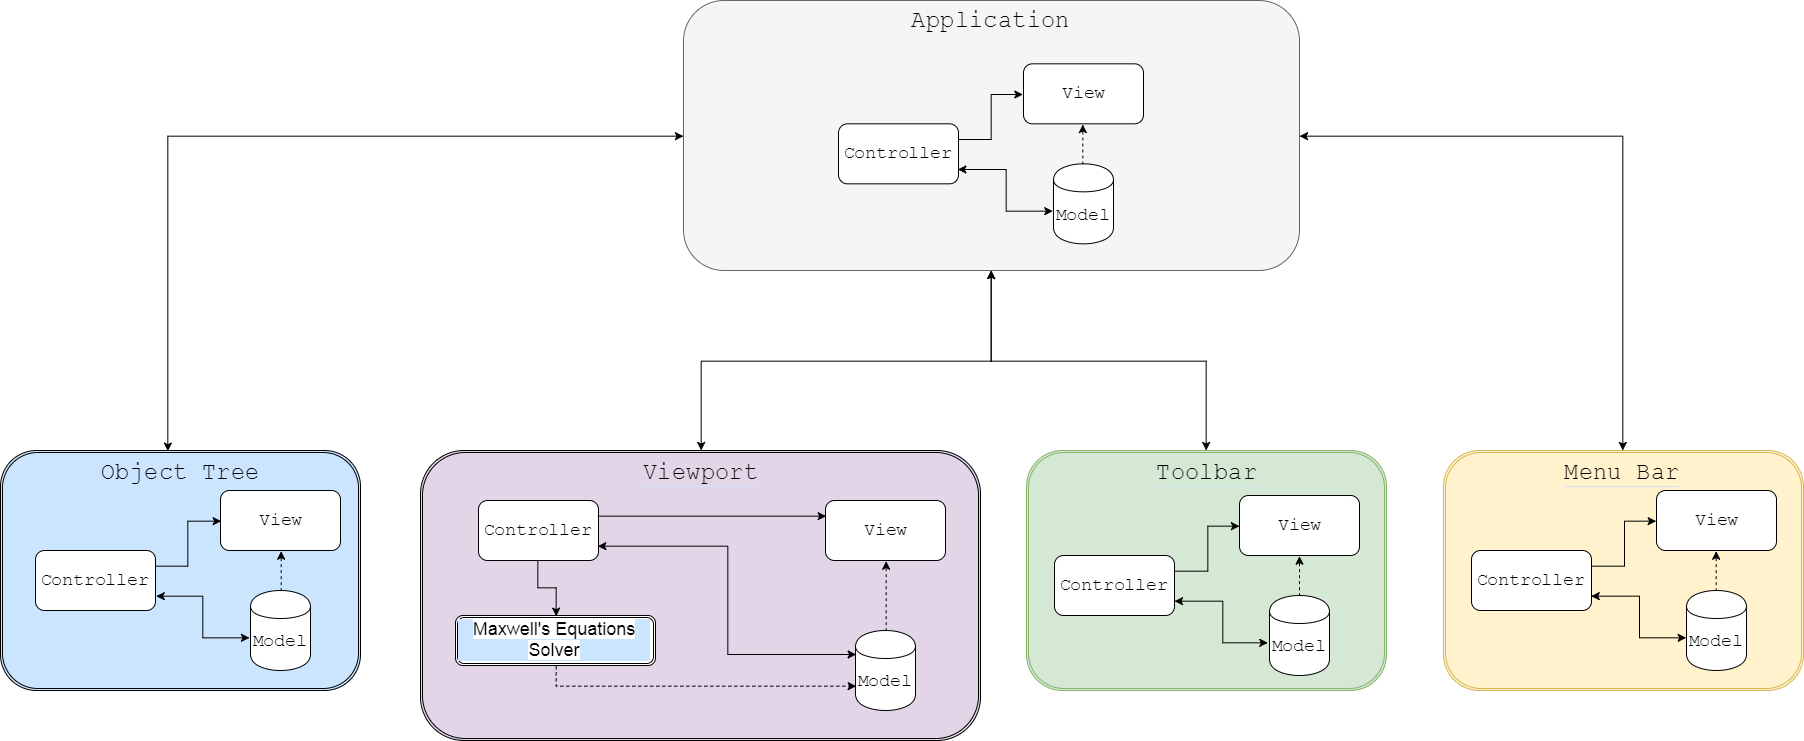 Application
View
Controller
Model
Object Tree
View
Controller
Model
Viewport
Controller
View
Maxwell's Equations
Solver
Model
Toolbar
View
Controller
Model
Menu Bar
View
Controller
Model